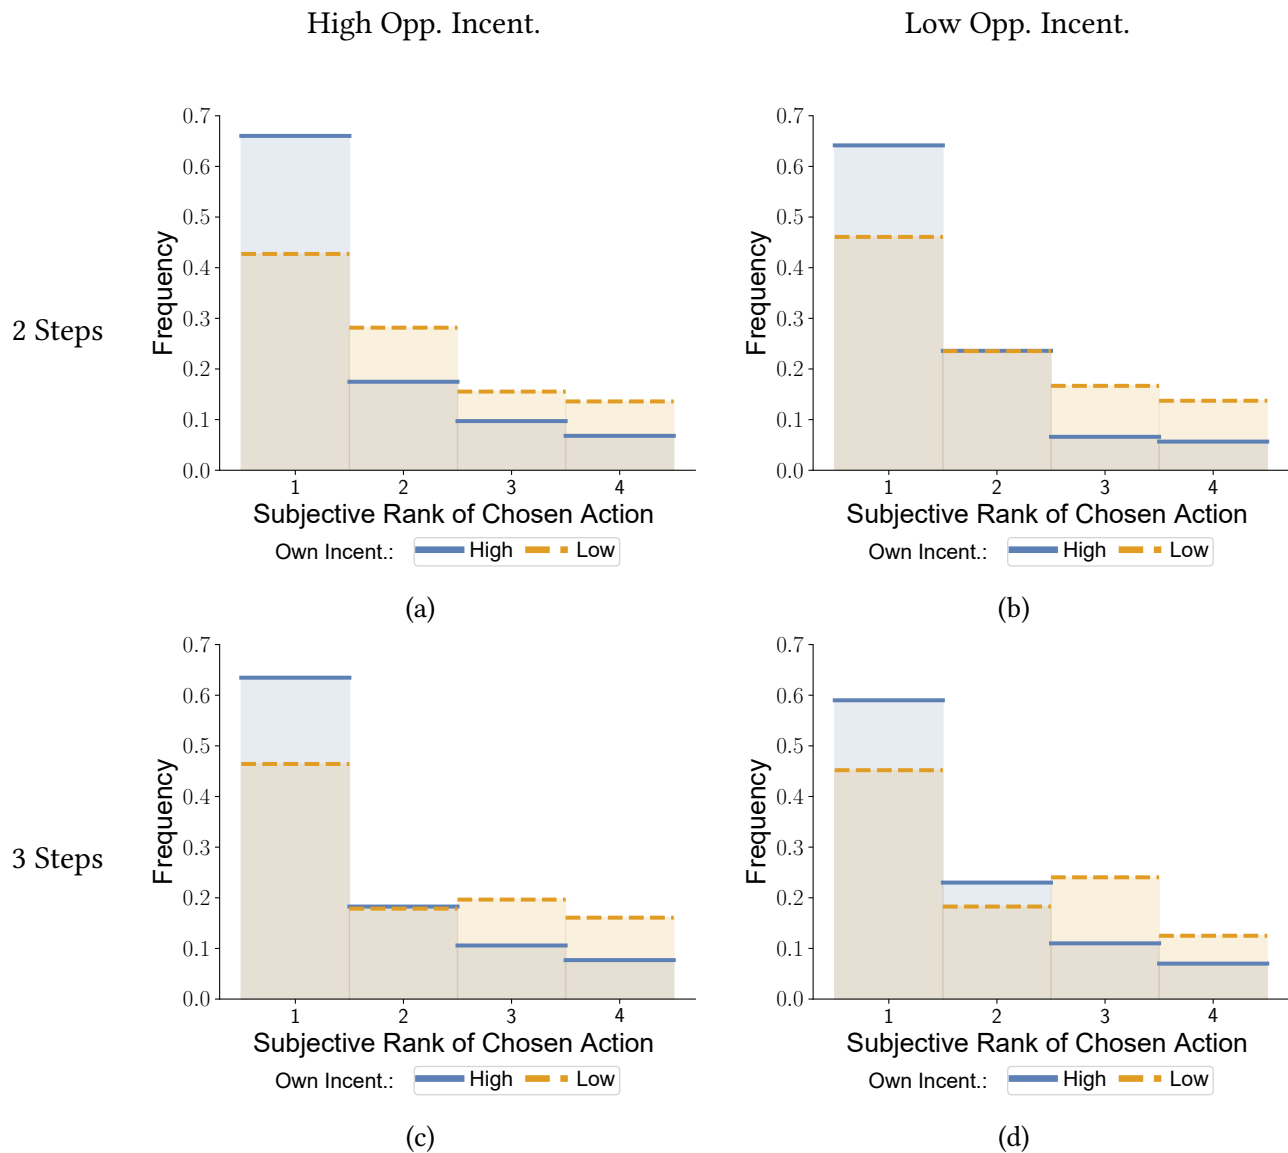 High Opp. Incent.
Low Opp. Incent.
2 Steps
Frequency
0.7
0.6
0.5
0.4
0.3
0.2
0.1
0.0
1 2 3 4
Subjective Rank of Chosen Action
Own Incent.: High Low
(a)
Frequency
0.7
0.6
0.5
0.4
0.3
0.2
0.1
0.0
1 2 3 4
Subjective Rank of Chosen Action
Own Incent.: High Low
(b)
3 Steps
Frequency
0.7
0.6
0.5
0.4
0.3
0.2
0.1
0.0
1 2 3 4
Subjective Rank of Chosen Action
Own Incent.: High Low
(c)
Frequency
0.7
0.6
0.5
0.4
0.3
0.2
0.1
0.0
1 2 3 4
Subjective Rank of Chosen Action
Own Incent.: High Low
(d)